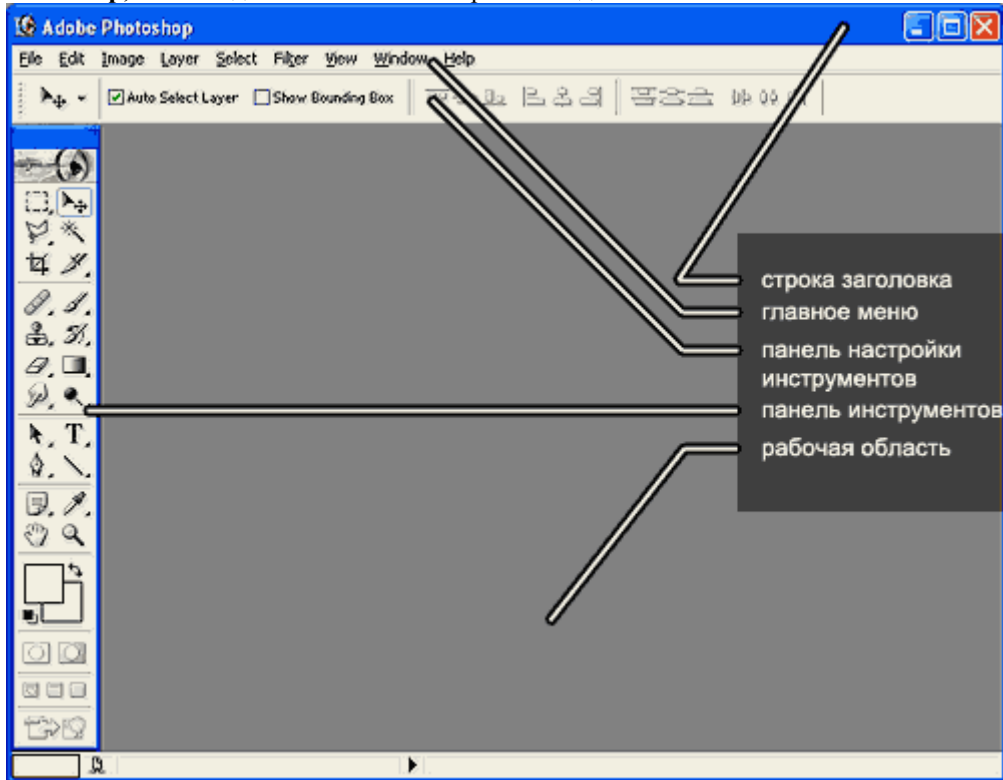 Adobe Photoshop
File Edit Image Layer Select Filter View Window Help
Auto Select Layer Show Bounding Box
строка заголовка
главное меню
панель настройки
инструментов
панель инструментов
рабочая область